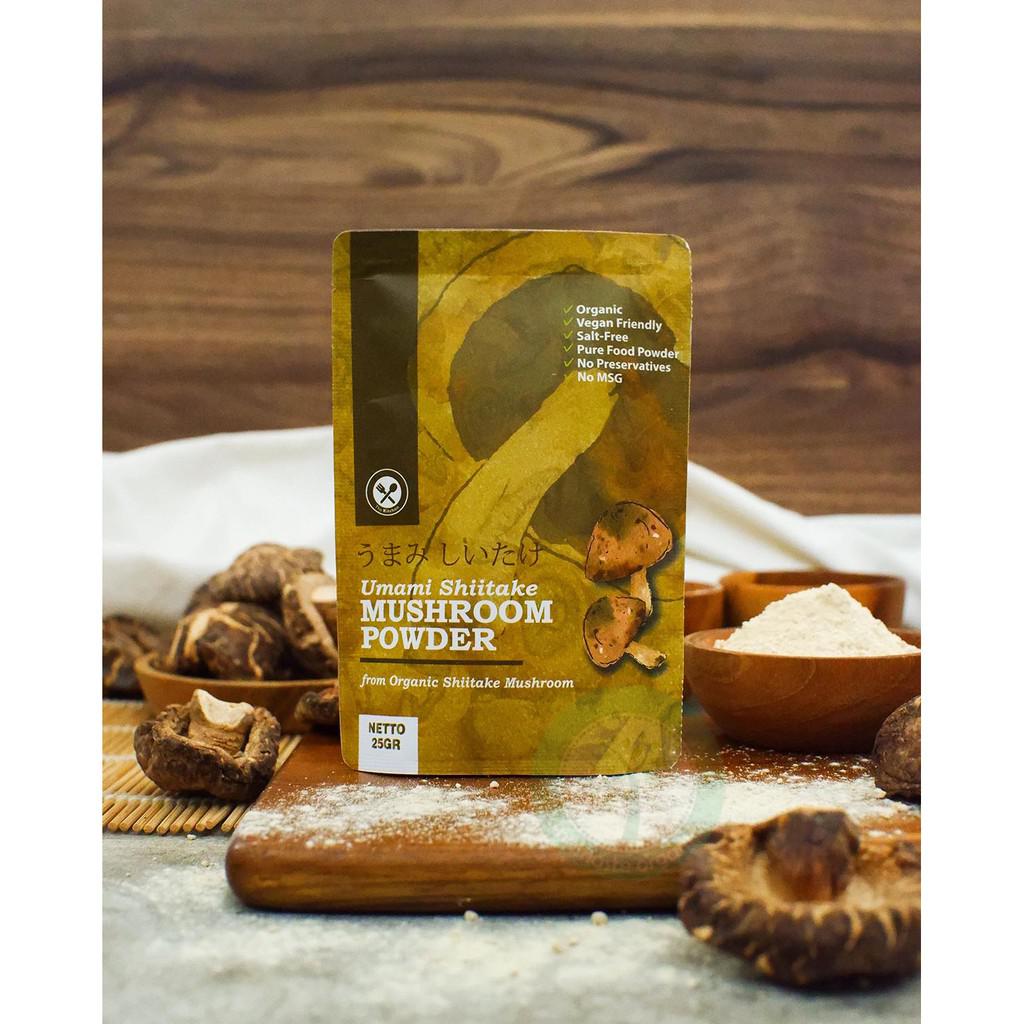 Organic
Vegan Friendly
Salt-Free
Pure Food Powder
No Preservatives
No MSG
うまみ しいたけ
Umami Shiitake
MUSHROOM
POWDER
from Organic Shiitake Mushroom
NETTO
25GR